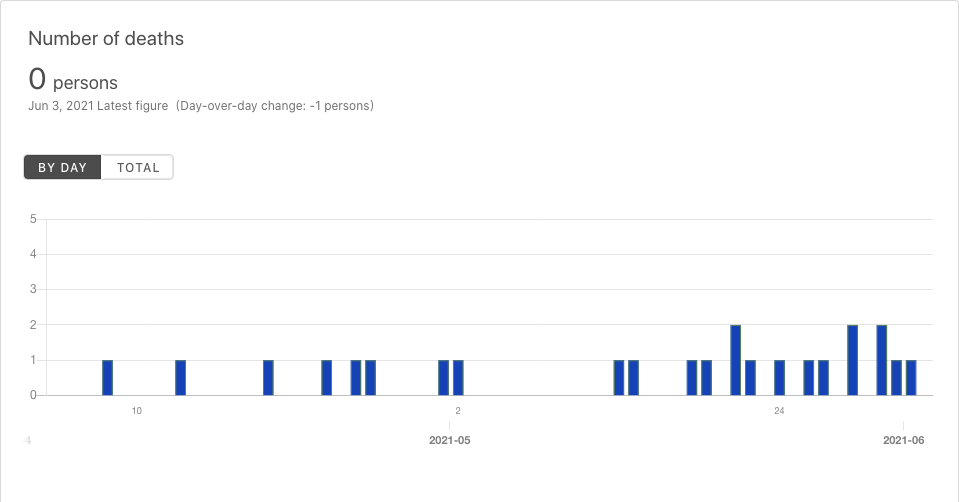 Number of deaths
0 persons
Jun 3, 2021 Latest figure (Day-over-day change: -1 persons)
BY DAY TOTAL
5
4
3
2
1
0
10 2 24
4 2021-05 2021-06